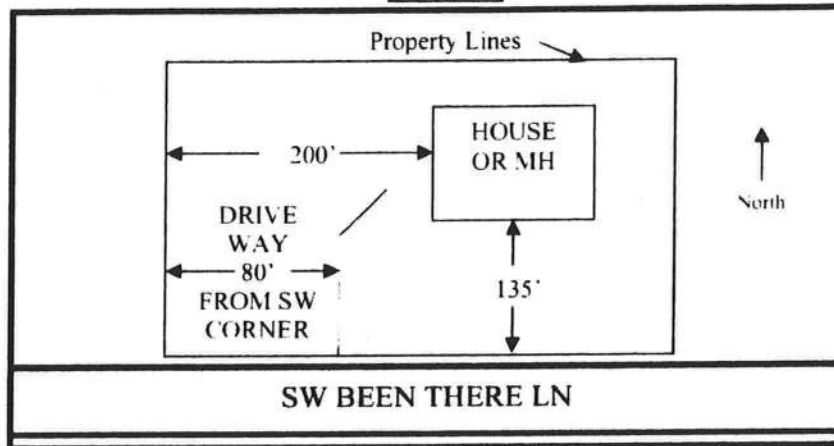 Property Lines
HOUSE
OR MH
200'
North
DRIVE
WAY
80'
FROM SW
CORNER
135'
SW BEEN THERE LN